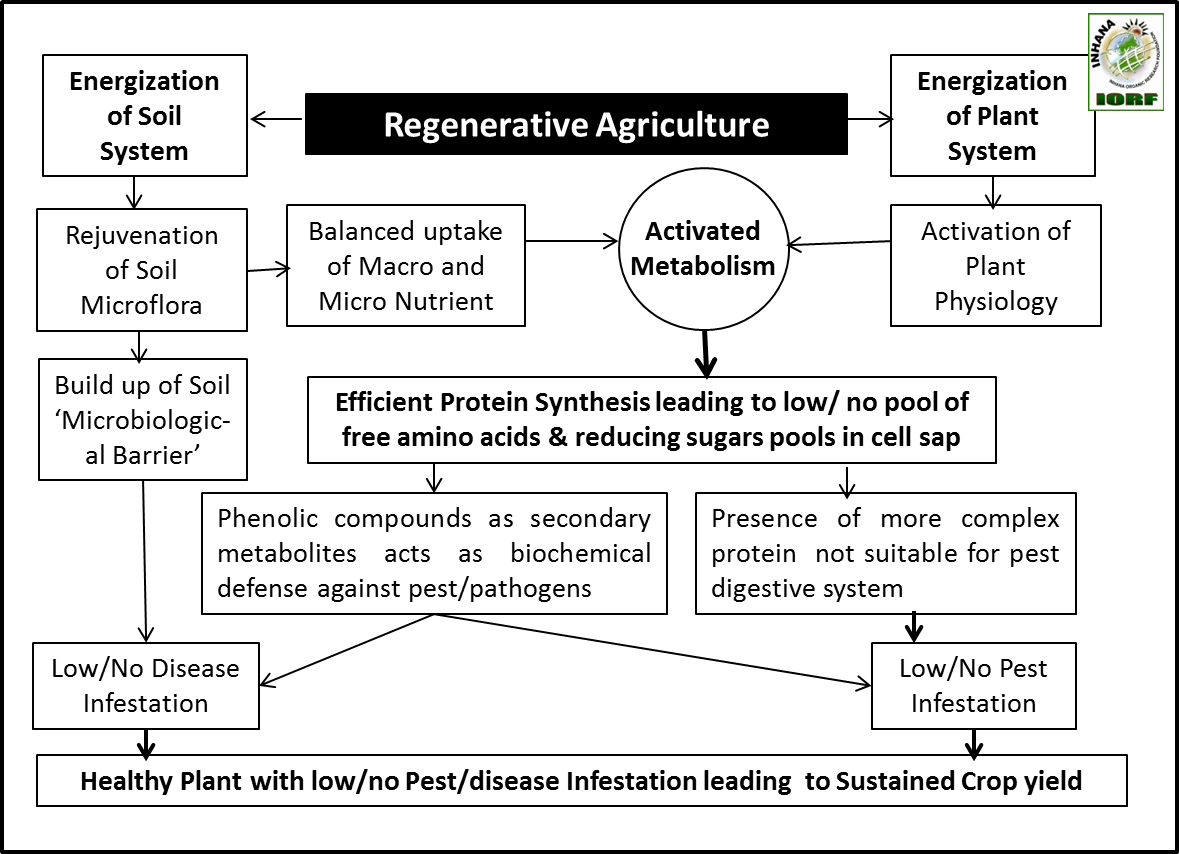 INHANA
INHANA ORGANIC RESEARCH FOUNDATION
IORF
Energization
of Soil
System
Regenerative Agriculture
Energization
of Plant
System
Rejuvenation
of Soil
Microflora
Balanced uptake
of Macro and
Micro Nutrient
Activated
Metabolism
Activation of
Plant
Physiology
Build up of Soil
‘Microbiologic-
al Barrier’
Efficient Protein Synthesis leading to low/ no pool of
free amino acids & reducing sugars pools in cell sap
Phenolic compounds as secondary
metabolites acts as biochemical
defense against pest/pathogens
Presence of more complex
protein not suitable for pest
digestive system
Low/No Disease
Infestation
Low/No Pest
Infestation
Healthy Plant with low/no Pest/disease Infestation leading to Sustained Crop yield